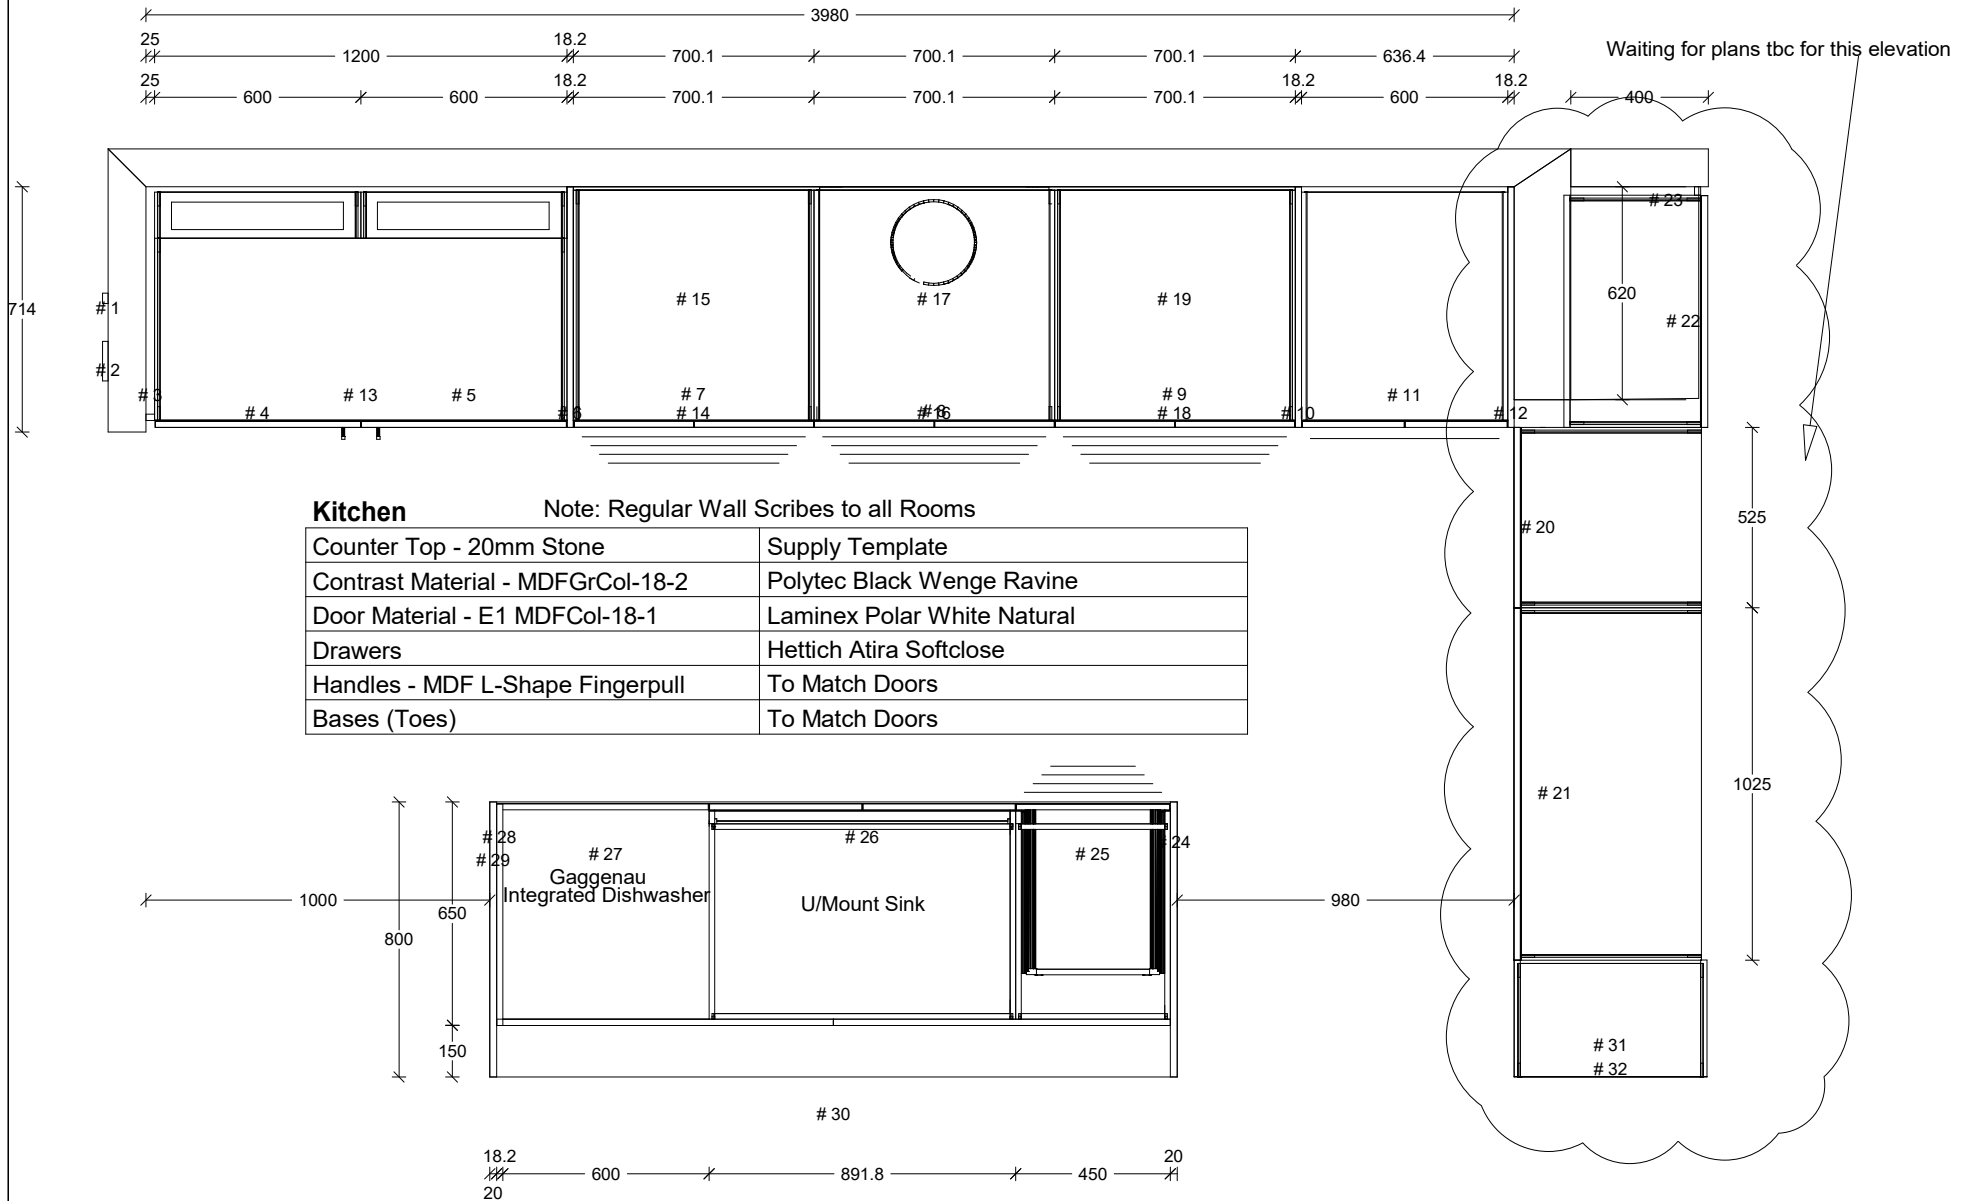 3980
25 1200 18.2 700.1 700.1 700.1 636.4
Waiting for plans tbc for this elevation
25 600 600 18.2 700.1 700.1 700.1 18.2 600 18.2 400
# 23
714 # 1 # 15 # 17 # 19 620
# 22
# 2
# 3 # 13 # 5 # 7 # 9 # 11
# 4 # 6 # 14 # 16 # 8 # 18 # 10 # 12
Kitchen Note: Regular Wall Scribes to all Rooms
Counter Top - 20mm Stone Supply Template
Contrast Material - MDFGrCol-18-2 Polytec Black Wenge Ravine
Door Material - E1 MDFCol-18-1 Laminex Polar White Natural
Drawers Hettich Atira Softclose
Handles - MDF L-Shape Fingerpull To Match Doors
Bases (Toes) To Match Doors
# 20 525
# 21 1025
# 28 # 26 # 24
# 29 # 27 # 25
Gaggenau
Integrated Dishwasher
U/Mount Sink
1000 650 980
800
150
# 31
# 32
# 30
18.2 20
600 891.8 450
20